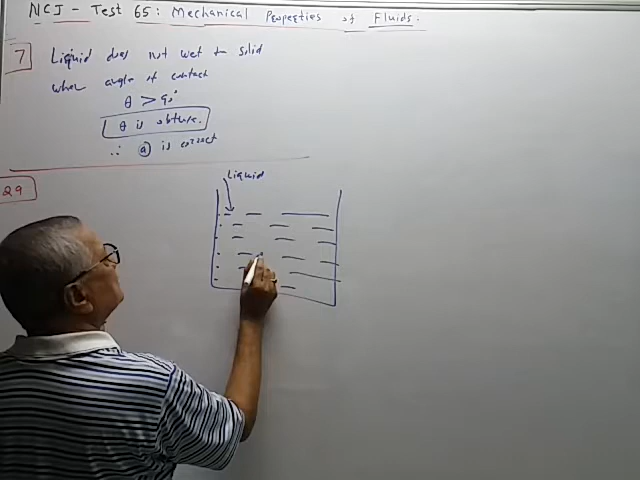 NCJ - Test 65: Mechanical Properties of Fluids.
7 Liquid does not wet the solid
when angle of contact
θ > 90°
θ is obtuse.
∴ ⓐ is correct
29
Liquid